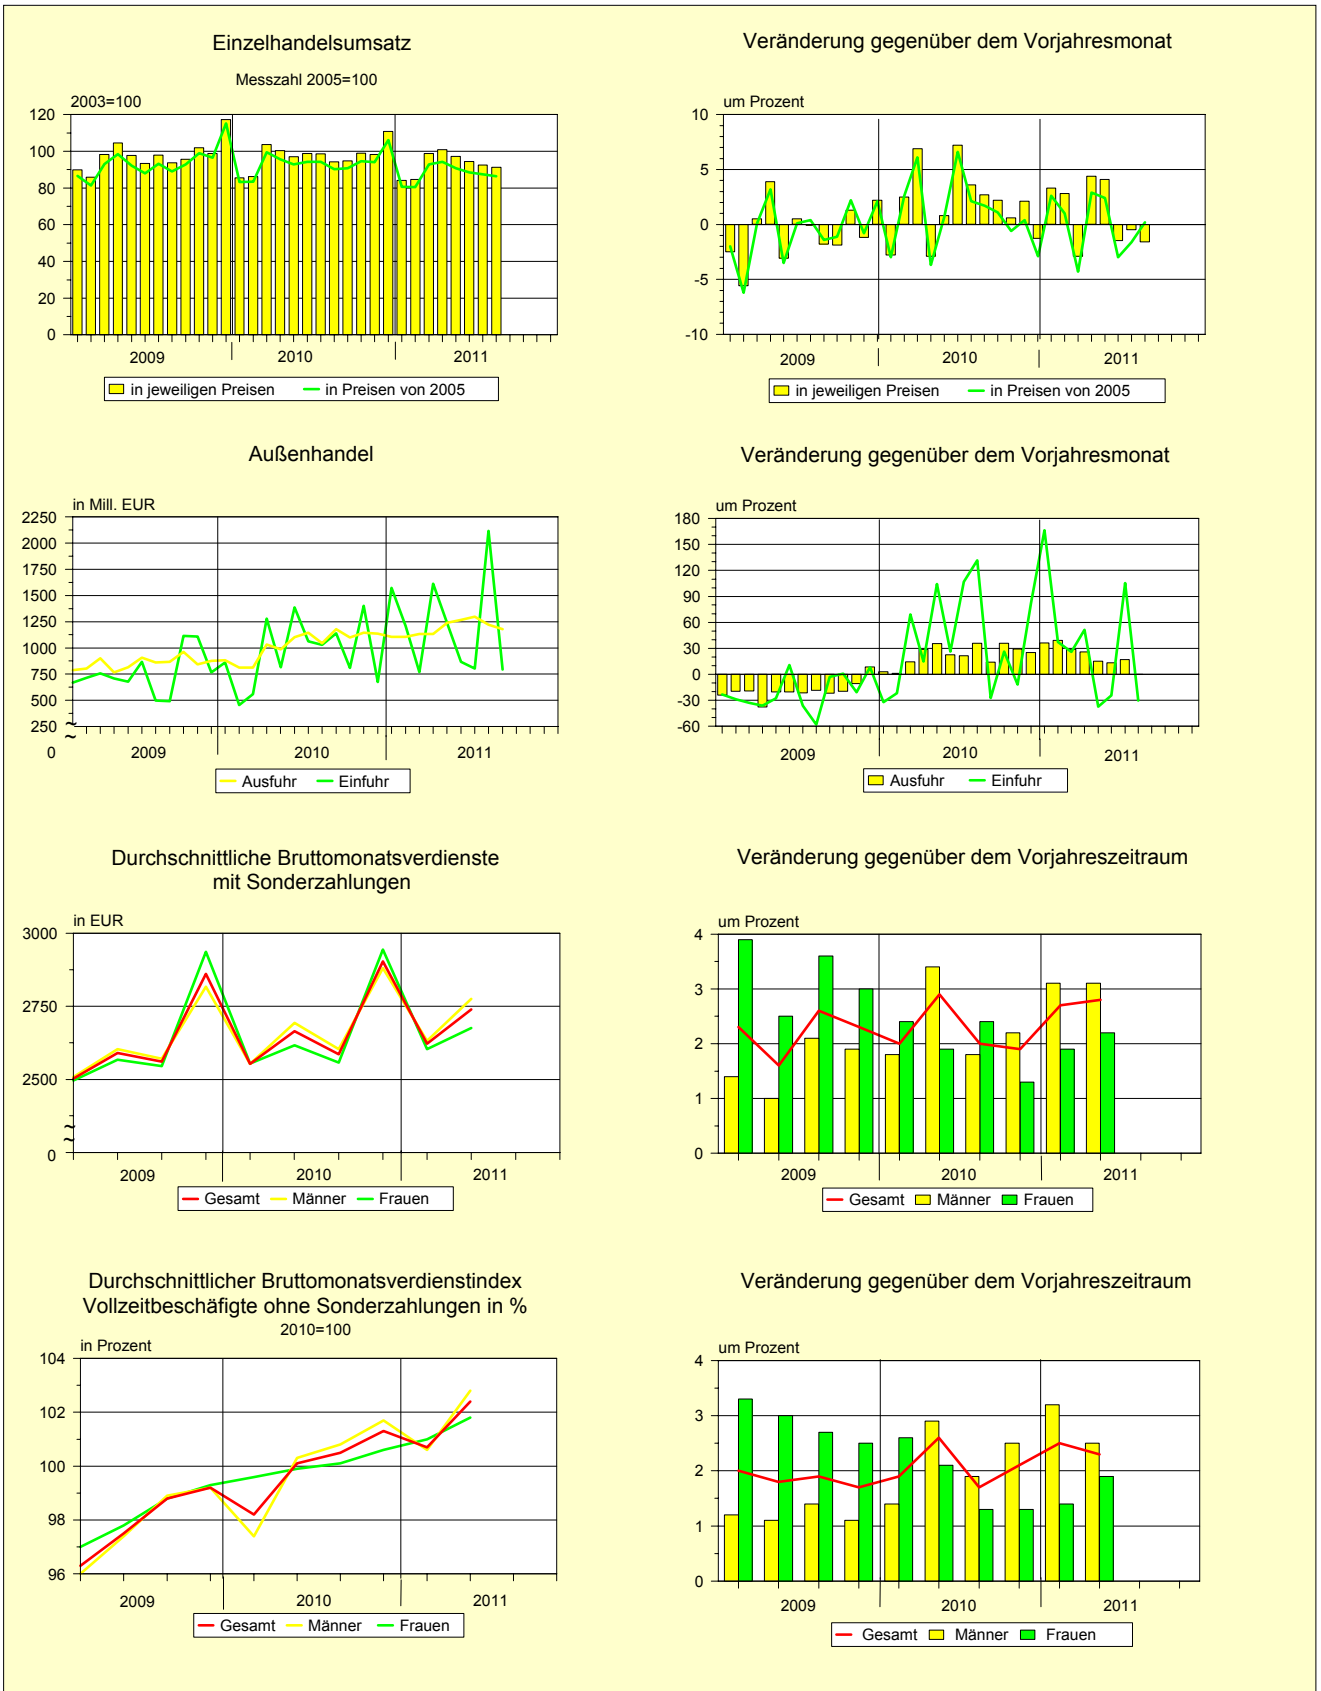 Einzelhandelsumsatz
Messzahl 2005=100
2003=100
120
100
80
60
40
20
0
2009 2010 2011
in jeweiligen Preisen in Preisen von 2005
Veränderung gegenüber dem Vorjahresmonat
um Prozent
10
5
0
-5
-10
2009 2010 2011
in jeweiligen Preisen in Preisen von 2005
Außenhandel
in Mill. EUR
2250
2000
1750
1500
1250
1000
750
500
250
~
~
0 2009 2010 2011
Ausfuhr Einfuhr
Veränderung gegenüber dem Vorjahresmonat
um Prozent
180
150
120
90
60
30
0
-30
-60
2009 2010 2011
Ausfuhr Einfuhr
Durchschnittliche Bruttomonatsverdienste
mit Sonderzahlungen
in EUR
3000
2750
2500
~
~
0
2009 2010 2011
Gesamt Männer Frauen
Veränderung gegenüber dem Vorjahreszeitraum
um Prozent
4
3
2
1
0
2009 2010 2011
Gesamt Männer Frauen
Durchschnittlicher Bruttomonatsverdienstindex
Vollzeitbeschäfigte ohne Sonderzahlungen in %
2010=100
in Prozent
104
102
100
98
96
2009 2010 2011
Gesamt Männer Frauen
Veränderung gegenüber dem Vorjahreszeitraum
um Prozent
4
3
2
1
0
2009 2010 2011
Gesamt Männer Frauen